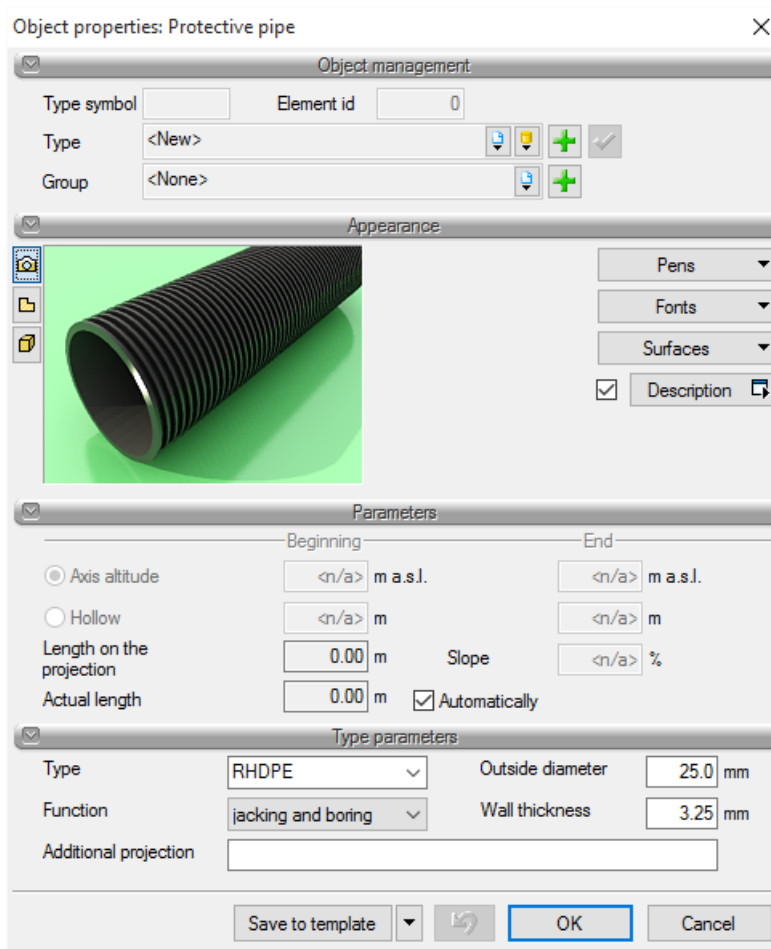 Object properties: Protective pipe
Object management
Type symbol Element id 0
Type <New>
Group <None>
Appearance
Pens
Fonts
Surfaces
Description
Parameters
Beginning End
Axis altitude <n/a> m a.s.l. <n/a> m a.s.l.
Hollow <n/a> m <n/a> m
Length on the
projection 0.00 m Slope <n/a> %
Actual length 0.00 m Automatically
Type parameters
Type RHDPE Outside diameter 25.0 mm
Function jacking and boring Wall thickness 3.25 mm
Additional projection
Save to template OK Cancel